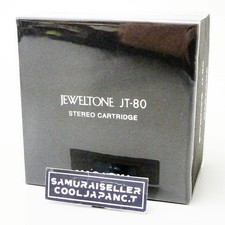 JEWELTONE JT-80
STEREO CARTRIDGE
SAMURAISELLER
COOLJAPANC.T